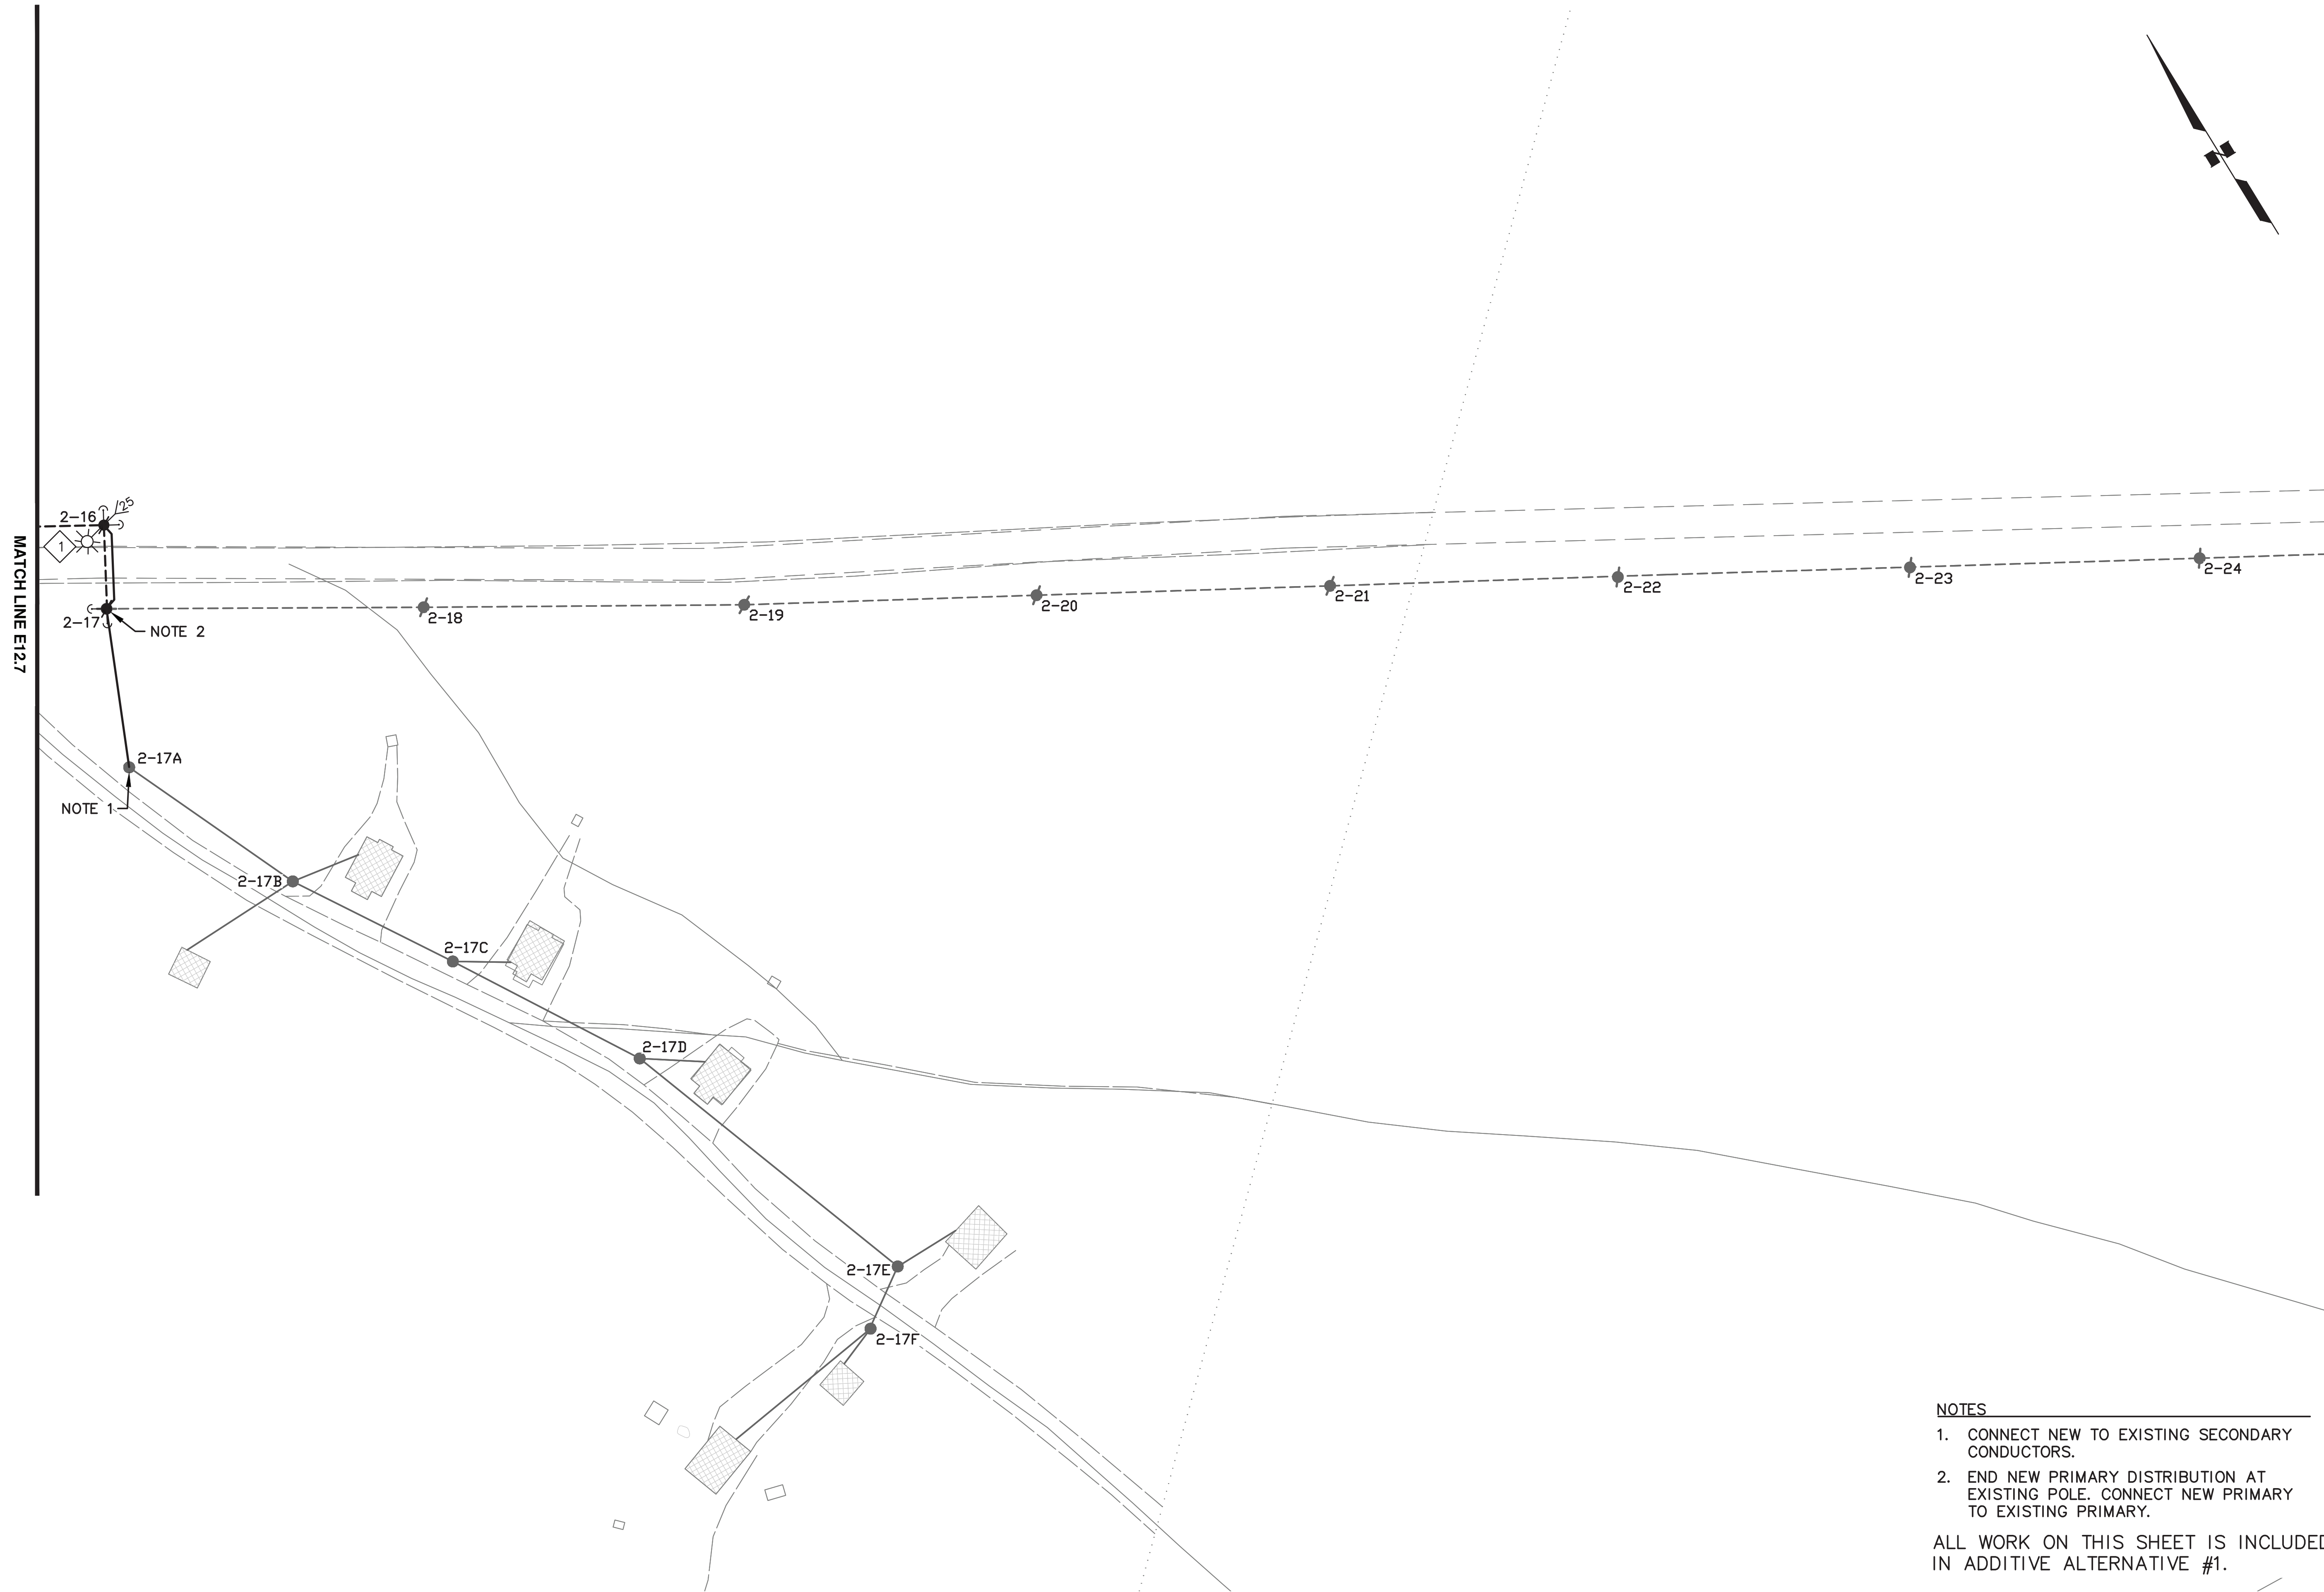 N
/25
2-16
1
MATCH LINE E12.7
2-17
NOTE 2
2-18
2-19
2-20
2-21
2-22
2-23
2-24
2-17A
NOTE 1
2-17B
2-17C
2-17D
2-17E
2-17F
NOTES
1. CONNECT NEW TO EXISTING SECONDARY
CONDUCTORS.
2. END NEW PRIMARY DISTRIBUTION AT
EXISTING POLE. CONNECT NEW PRIMARY
TO EXISTING PRIMARY.
ALL WORK ON THIS SHEET IS INCLUDED
IN ADDITIVE ALTERNATIVE #1.